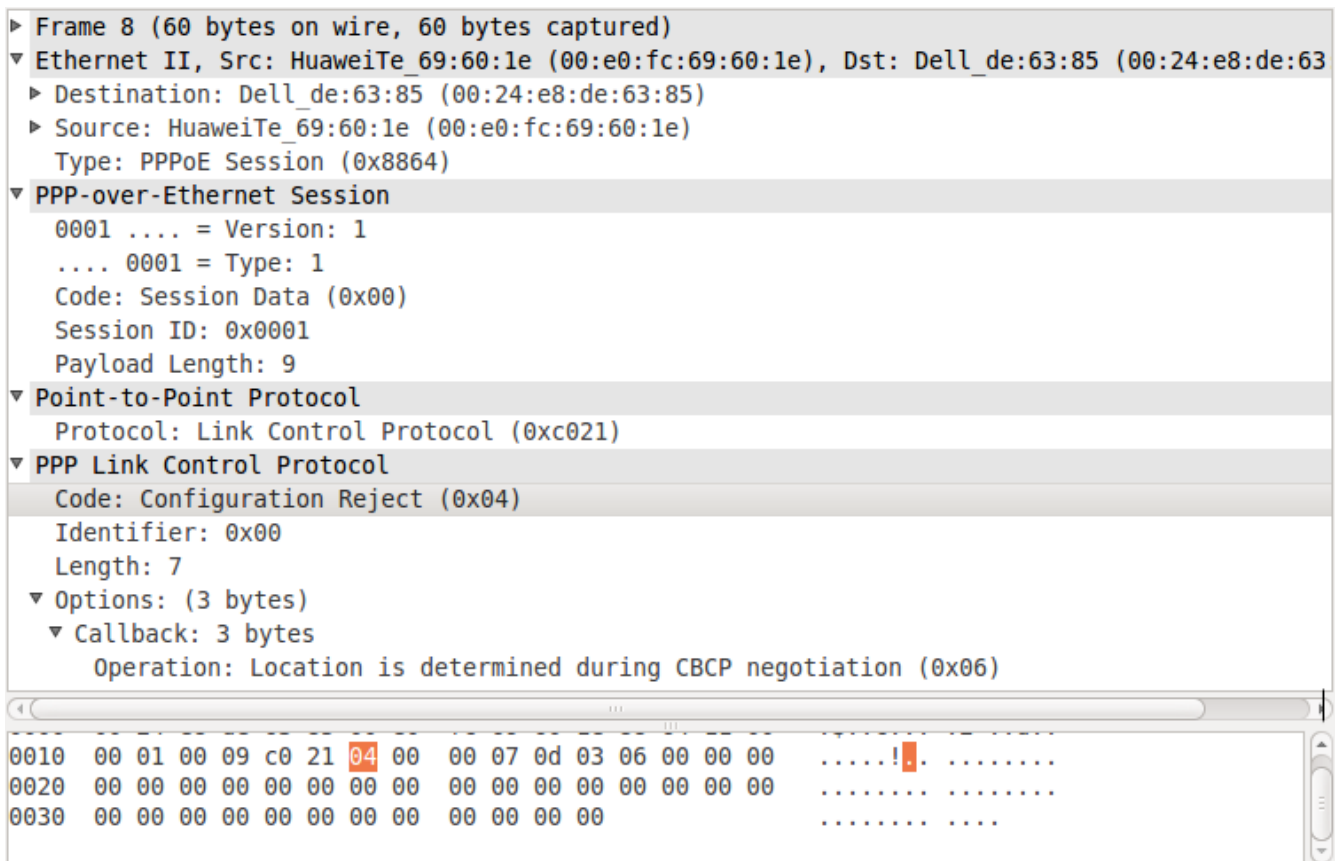 Frame 8 (60 bytes on wire, 60 bytes captured)
Ethernet II, Src: HuaweiTe_69:60:1e (00:e0:fc:69:60:1e), Dst: Dell_de:63:85 (00:24:e8:de:63
Destination: Dell_de:63:85 (00:24:e8:de:63:85)
Source: HuaweiTe_69:60:1e (00:e0:fc:69:60:1e)
Type: PPPoE Session (0x8864)
PPP-over-Ethernet Session
0001 .... = Version: 1
.... 0001 = Type: 1
Code: Session Data (0x00)
Session ID: 0x0001
Payload Length: 9
Point-to-Point Protocol
Protocol: Link Control Protocol (0xc021)
PPP Link Control Protocol
Code: Configuration Reject (0x04)
Identifier: 0x00
Length: 7
Options: (3 bytes)
Callback: 3 bytes
Operation: Location is determined during CBCP negotiation (0x06)
0010 00 01 00 09 c0 21 04 00 00 07 0d 03 06 00 00 00 .....!.. ........
0020 00 00 00 00 00 00 00 00 00 00 00 00 00 00 00 00 ........ ........
0030 00 00 00 00 00 00 00 00 00 00 00 00 ........ ....